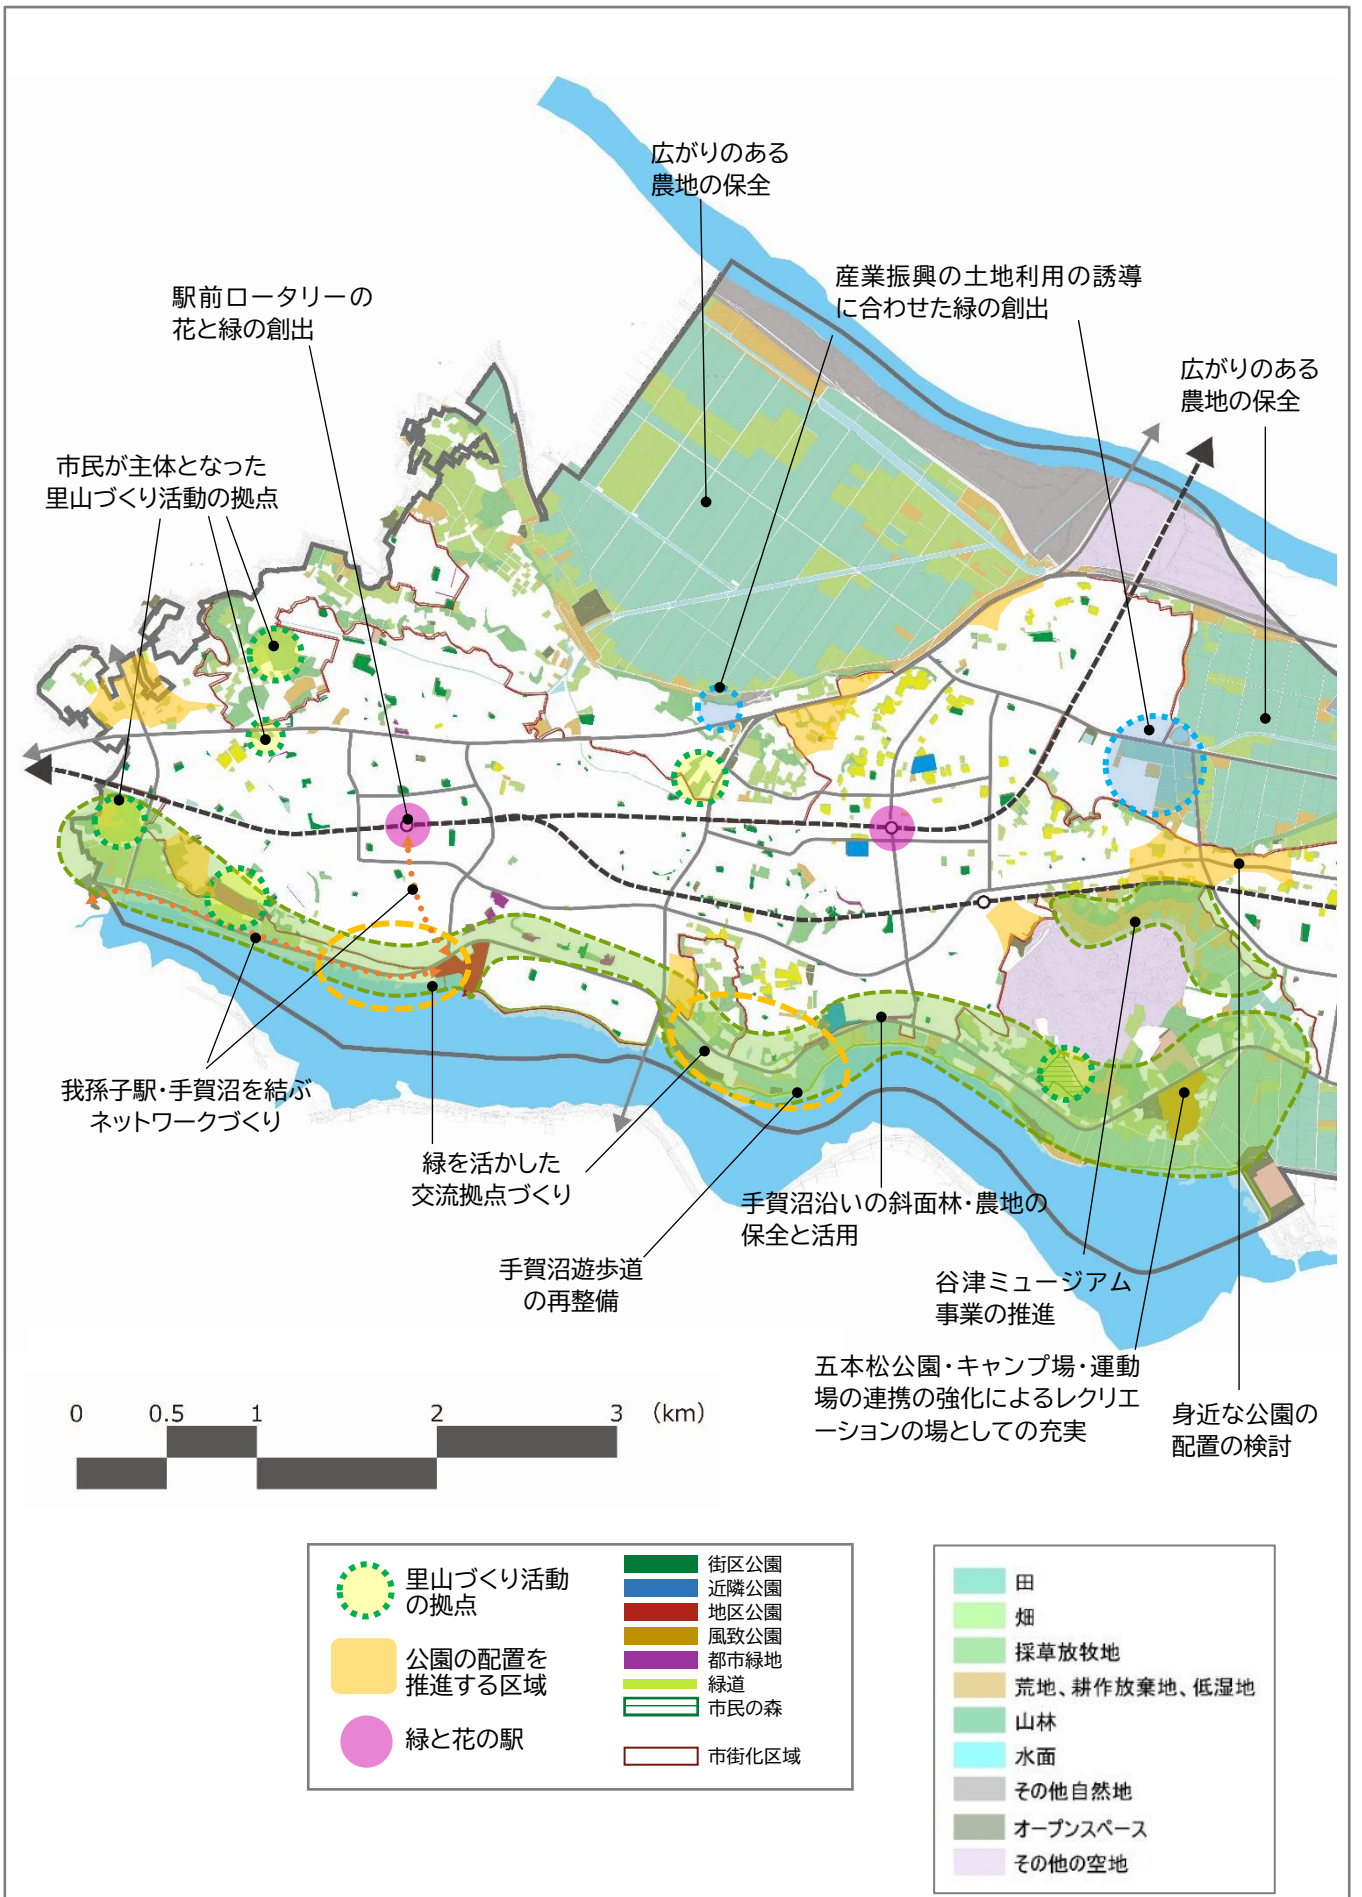 広がりのある
農地の保全
産業振興の土地利用の誘導
に合わせた緑の創出
駅前ロータリーの
花と緑の創出
広がりのある
農地の保全
市民が主体となった
里山づくり活動の拠点
我孫子駅・手賀沼を結ぶ
ネットワークづくり
緑を活かした
交流拠点づくり
手賀沼沿いの斜面林・農地の
保全と活用
手賀沼遊歩道
の再整備
谷津ミュージアム
事業の推進
五本松公園・キャンプ場・運動
場の連携の強化によるレクリエ
ーションの場としての充実
身近な公園の
配置の検討
0 0.5 1 2 3 (km)
里山づくり活動
の拠点
公園の配置を
推進する区域
緑と花の駅
街区公園
近隣公園
地区公園
風致公園
都市緑地
緑道
市民の森
市街化区域
田
畑
採草放牧地
荒地、耕作放棄地、低湿地
山林
水面
その他自然地
オープンスペース
その他の空地